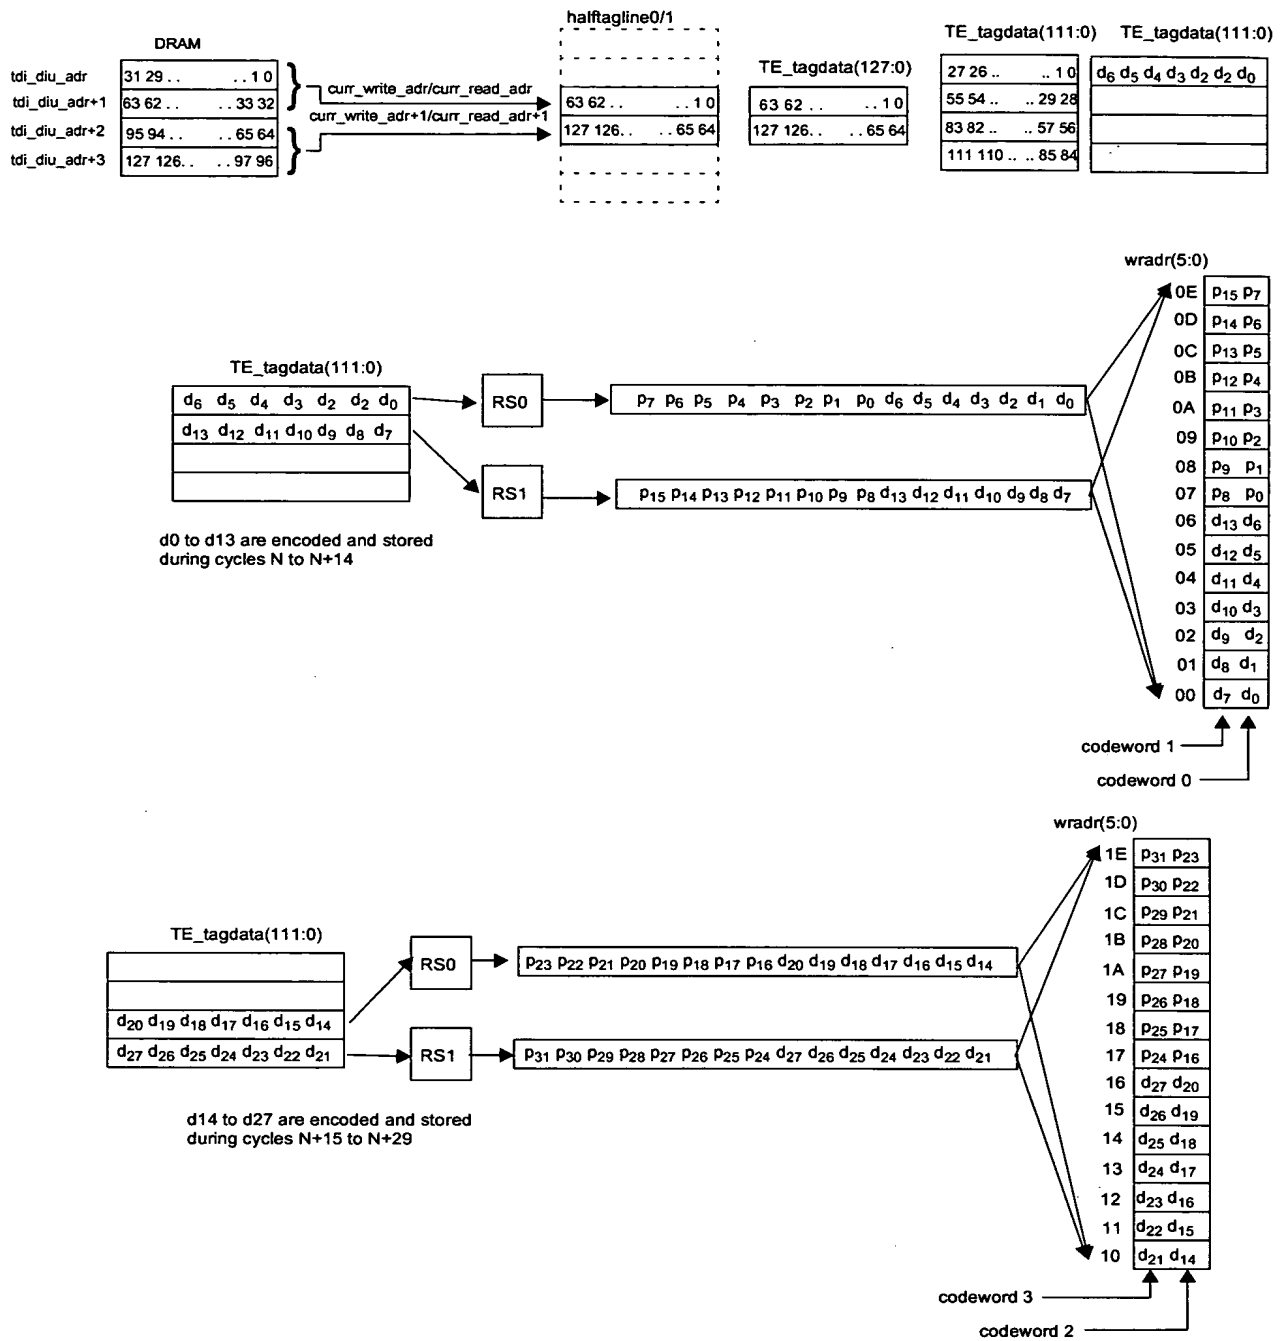 halftagline0/1
DRAM
TE_tagdata(127:0)
TE_tagdata(111:0) TE_tagdata(111:0)
tdi_diu_adr 31 29 . . . . 1 0
tdi_diu_adr+1 63 62 . . . . 33 32
tdi_diu_adr+2 95 94 . . . . 65 64
tdi_diu_adr+3 127 126. . . . 97 96
curr_write_adr/curr_read_adr
curr_write_adr+1/curr_read_adr+1
63 62 . . . . 1 0
127 126. . . . 65 64
63 62 . . . . 1 0
127 126. . . . 65 64
27 26 . . .. 1 0
55 54 .. .. 29 28
83 82 .. .. 57 56
111 110 .. .. 85 84
d6 d5 d4 d3 d2 d2 d0
TE_tagdata(111:0)
d6 d5 d4 d3 d2 d2 d0
d13 d12 d11 d10 d9 d8 d7
RS0
RS1
p7 p6 p5 p4 p3 p2 p1 p0 d6 d5 d4 d3 d2 d1 d0
p15 p14 p13 p12 p11 p10 p9 p8 d13 d12 d11 d10 d9 d8 d7
d0 to d13 are encoded and stored
during cycles N to N+14
wradr(5:0)
0E p15 p7
0D p14 p6
0C p13 p5
0B p12 p4
0A p11 p3
09 p10 p2
08 p9 p1
07 p8 p0
06 d13 d6
05 d12 d5
04 d11 d4
03 d10 d3
02 d9 d2
01 d8 d1
00 d7 d0
codeword 1
codeword 0
TE_tagdata(111:0)
d20 d19 d18 d17 d16 d15 d14
d27 d26 d25 d24 d23 d22 d21
RS0
RS1
p23 p22 p21 p20 p19 p18 p17 p16 d20 d19 d18 d17 d16 d15 d14
p31 p30 p29 p28 p27 p26 p25 p24 d27 d26 d25 d24 d23 d22 d21
d14 to d27 are encoded and stored
during cycles N+15 to N+29
wradr(5:0)
1E p31 p23
1D p30 p22
1C p29 p21
1B p28 p20
1A p27 p19
19 p26 p18
18 p25 p17
17 p24 p16
16 d27 d20
15 d26 d19
14 d25 d18
13 d24 d17
12 d23 d16
11 d22 d15
10 d21 d14
codeword 3
codeword 2